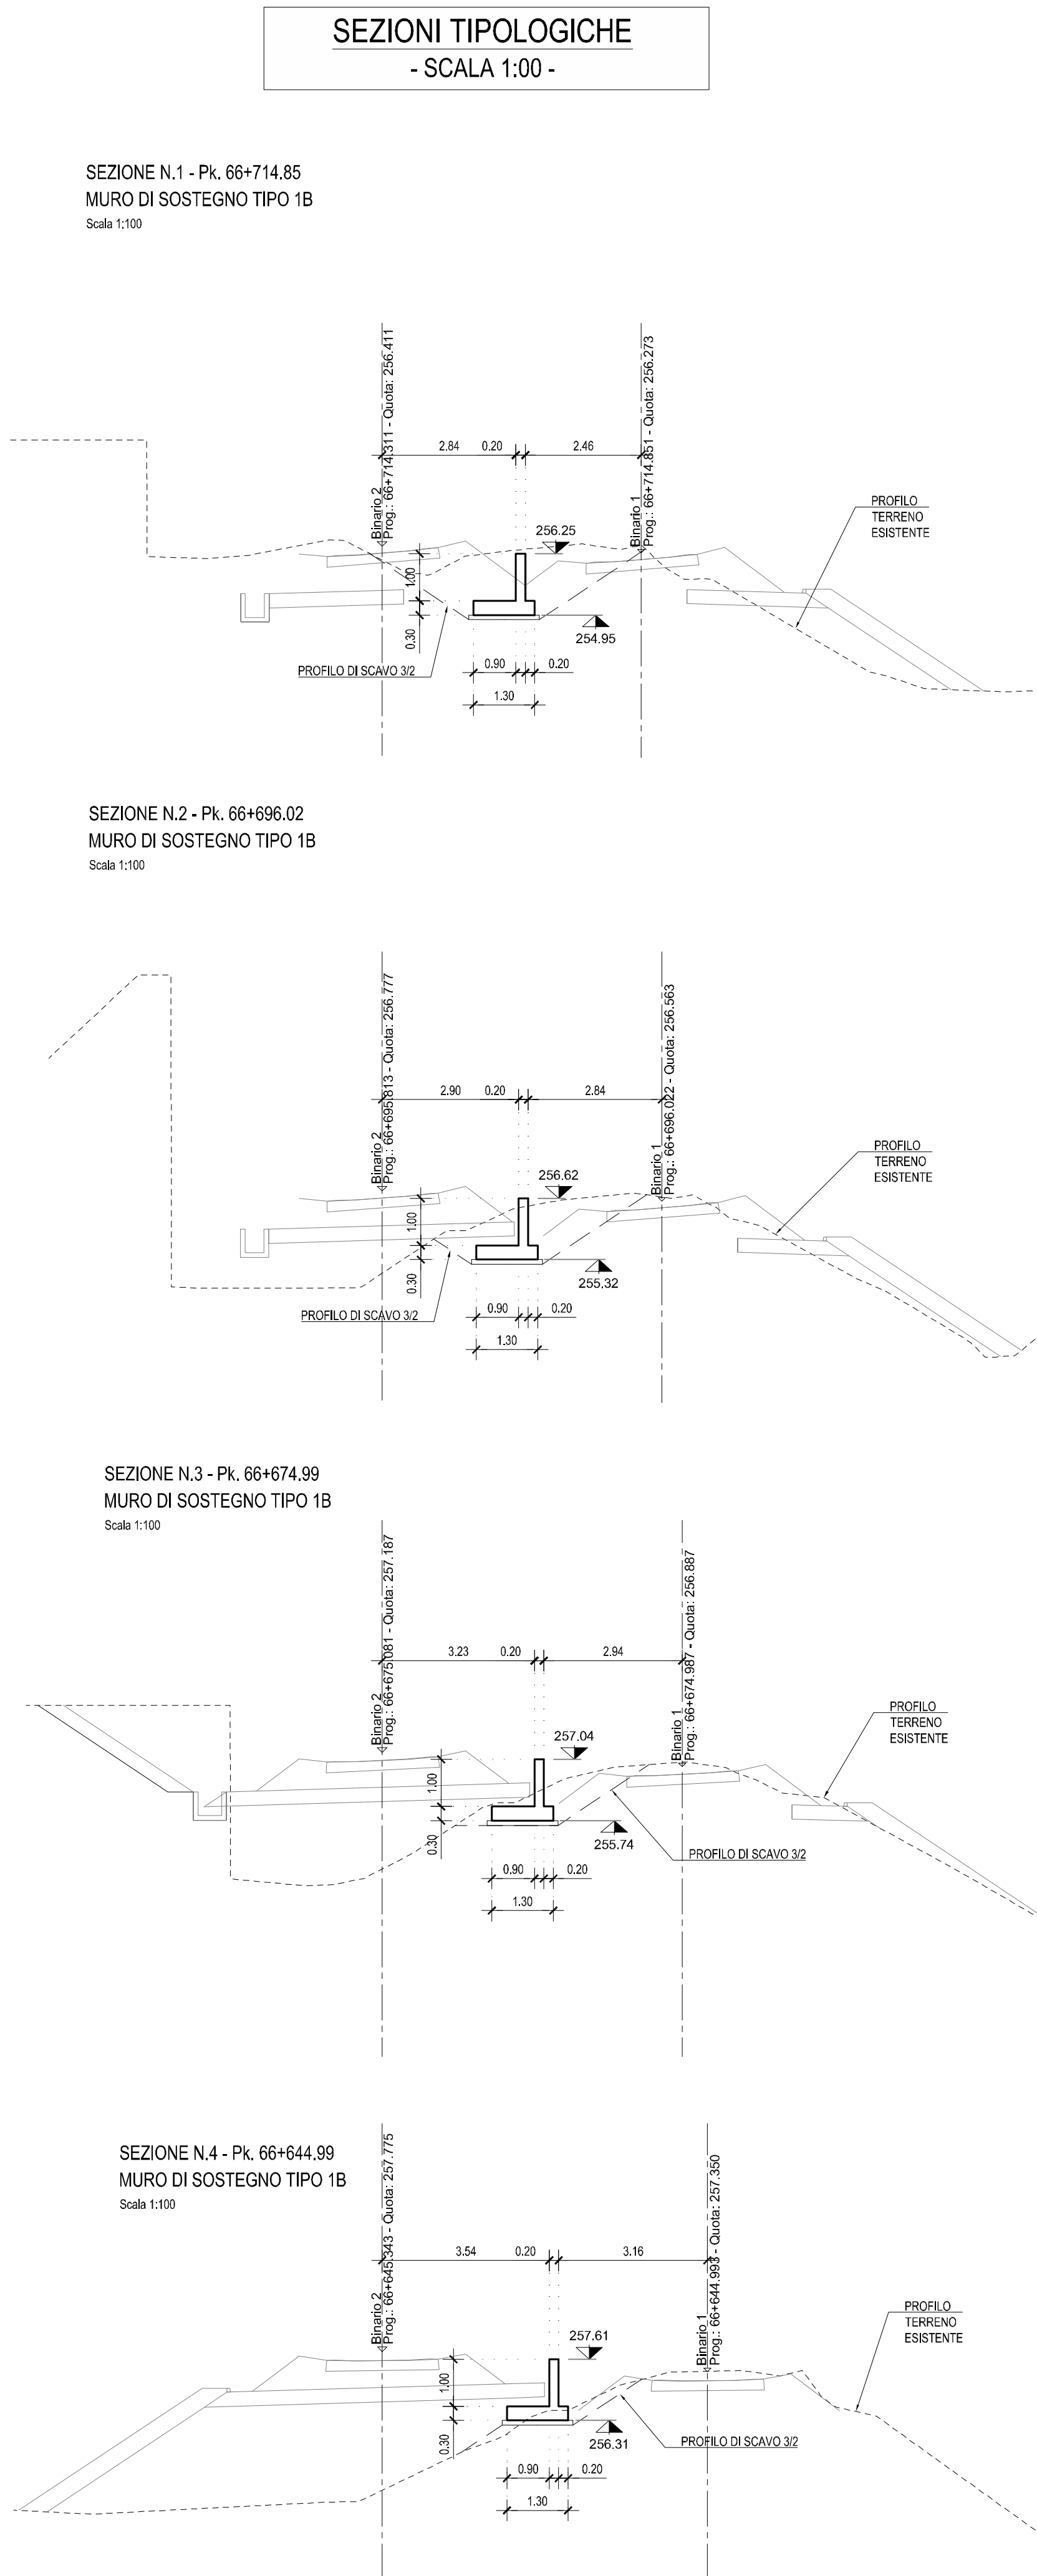 SEZIONI TIPOLOGICHE
- SCALA 1:00 -
SEZIONE N.1 - Pk. 66+714.85
MURO DI SOSTEGNO TIPO 1B
Scala 1:100
Binario 2
Prog.: 66+714.311 - Quota: 256.411
Binario 1
Prog.: 66+714.851 - Quota: 256.273
2.84
0.20
2.46
PROFILO
TERRENO
ESISTENTE
256.25
1.00
0.30
254.95
PROFILO DI SCAVO 3/2
0.90
0.20
1.30
SEZIONE N.2 - Pk. 66+696.02
MURO DI SOSTEGNO TIPO 1B
Scala 1:100
Binario 2
Prog.: 66+695.813 - Quota: 256.777
Binario 1
Prog.: 66+696.022 - Quota: 256.563
2.90
0.20
2.84
PROFILO
TERRENO
ESISTENTE
256.62
1.00
0.30
255.32
PROFILO DI SCAVO 3/2
0.90
0.20
1.30
SEZIONE N.3 - Pk. 66+674.99
MURO DI SOSTEGNO TIPO 1B
Scala 1:100
Binario 2
Prog.: 66+675.081 - Quota: 257.187
Binario 1
Prog.: 66+674.987 - Quota: 256.887
3.23
0.20
2.94
PROFILO
TERRENO
ESISTENTE
257.04
1.00
0.30
255.74
PROFILO DI SCAVO 3/2
0.90
0.20
1.30
SEZIONE N.4 - Pk. 66+644.99
MURO DI SOSTEGNO TIPO 1B
Scala 1:100
Binario 2
Prog.: 66+645.343 - Quota: 257.775
Binario 1
Prog.: 66+644.993 - Quota: 257.350
3.54
0.20
3.16
PROFILO
TERRENO
ESISTENTE
257.61
1.00
0.30
256.31
PROFILO DI SCAVO 3/2
0.90
0.20
1.30